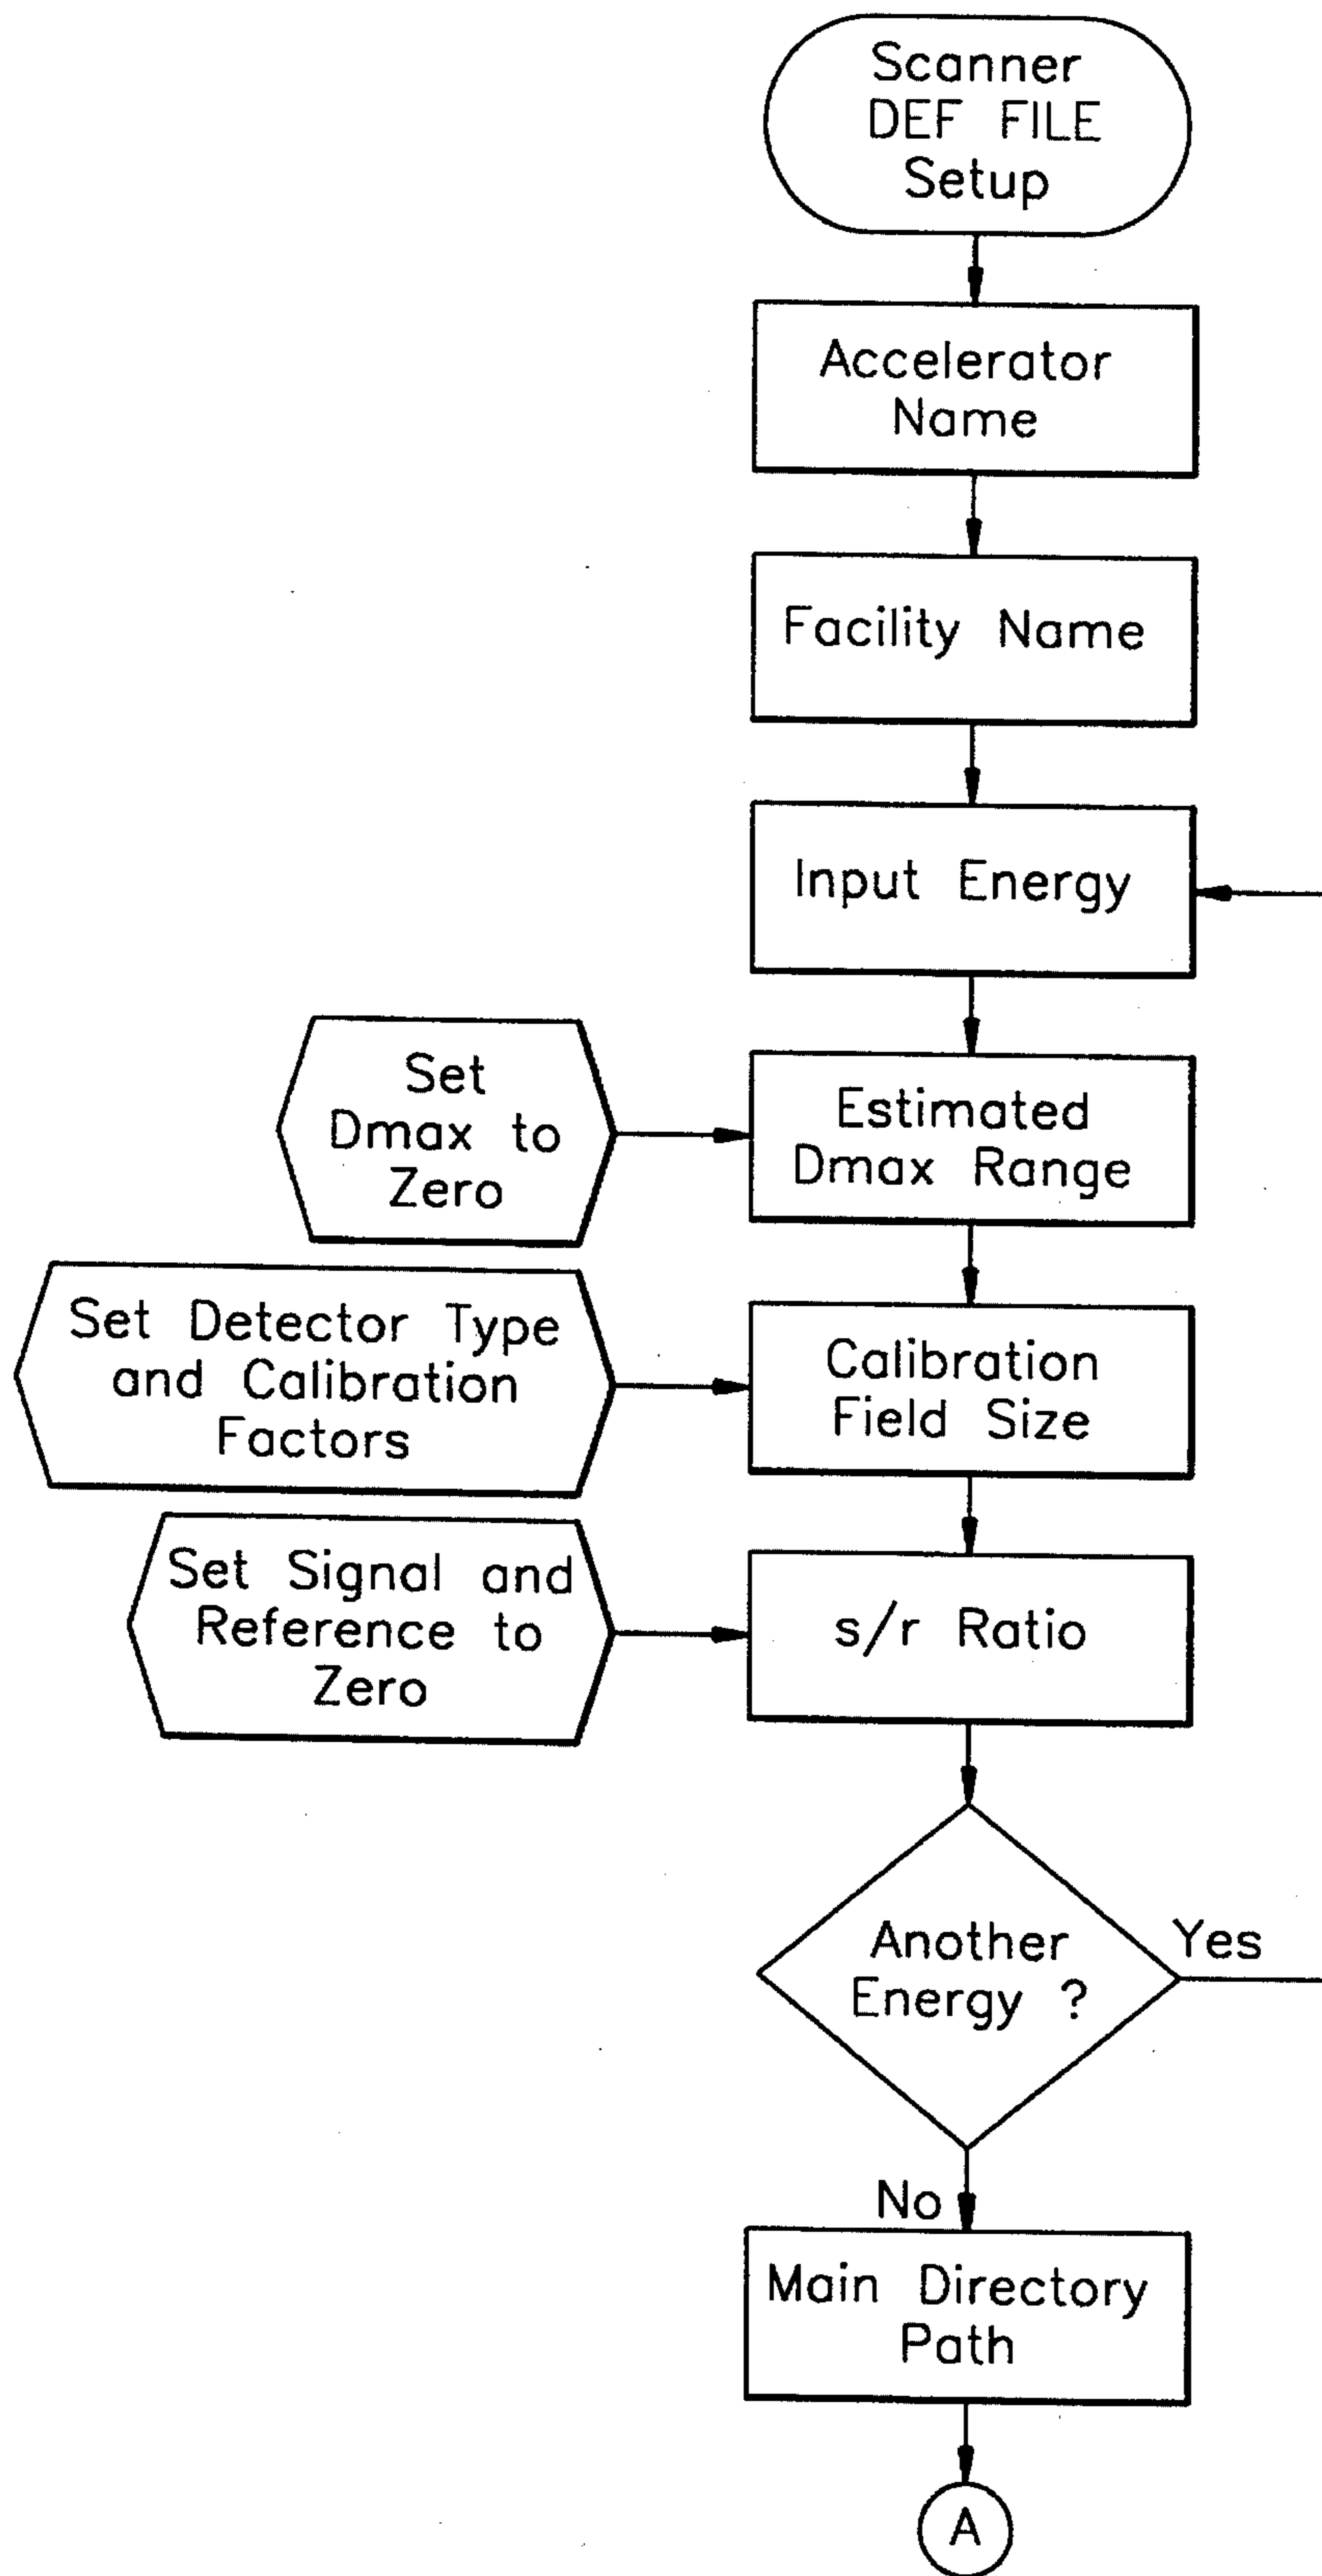 Scanner
DEF FILE
Setup
Accelerator
Name
Facility Name
Input Energy
Set
Dmax to
Zero
Estimated
Dmax Range
Set Detector Type
and Calibration
Factors
Calibration
Field Size
Set Signal and
Reference to
Zero
s/r Ratio
Another
Energy ?
Yes
No
Main Directory
Path
A